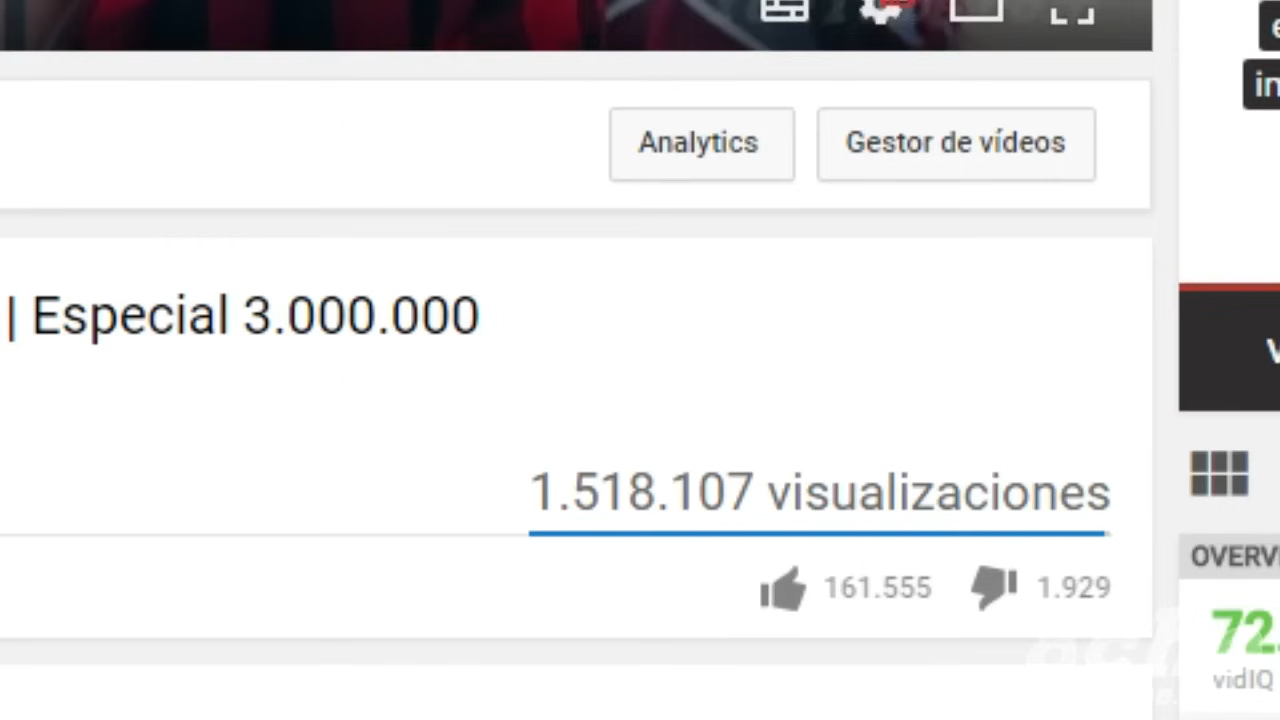 Analytics
Gestor de vídeos
| Especial 3.000.000
1.518.107 visualizaciones
161.555
1.929
in
OVERV
72.
vidIQ